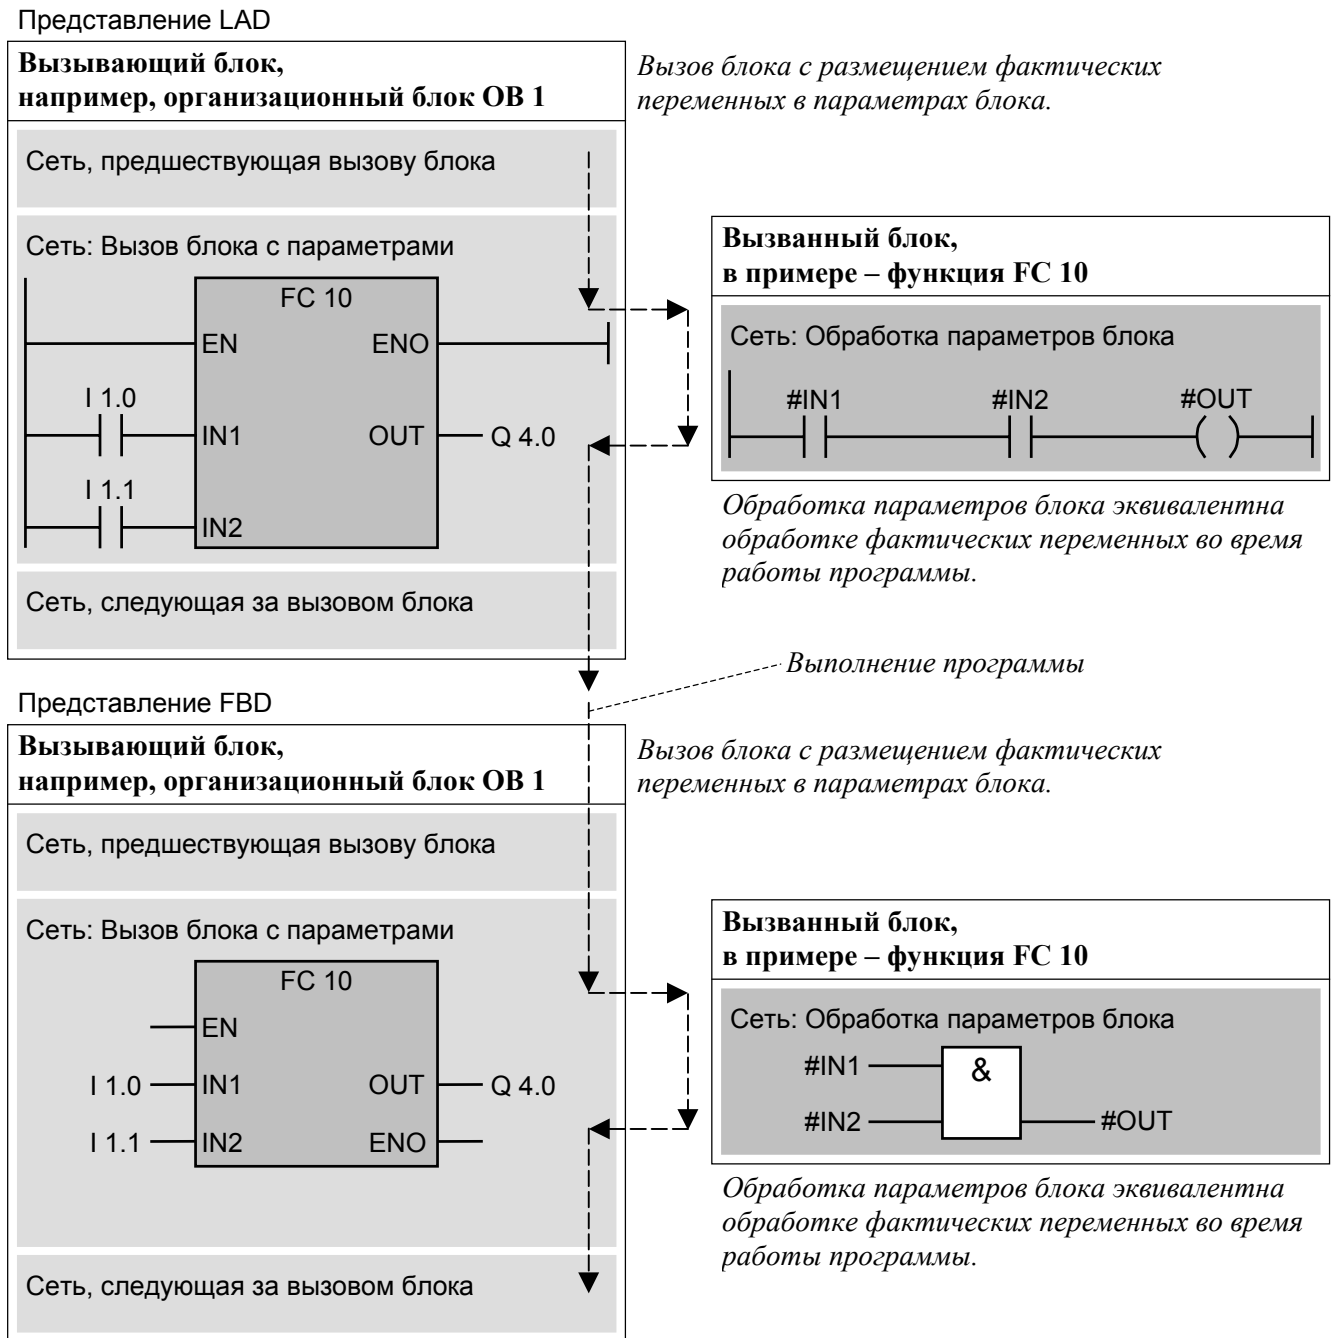 Представление LAD
Вызывающий блок,
например, организационный блок OB 1
Вызов блока с размещением фактических
переменных в параметрах блока.
Сеть, предшествующая вызову блока
Сеть: Вызов блока с параметрами
FC 10
EN
ENO
I 1.0
IN1
OUT
Q 4.0
I 1.1
IN2
Сеть, следующая за вызовом блока
Вызванный блок,
в примере – функция FC 10
Сеть: Обработка параметров блока
#IN1
#IN2
#OUT
Обработка параметров блока эквивалентна
обработке фактических переменных во время
работы программы.
Выполнение программы
Представление FBD
Вызывающий блок,
например, организационный блок OB 1
Вызов блока с размещением фактических
переменных в параметрах блока.
Сеть, предшествующая вызову блока
Сеть: Вызов блока с параметрами
FC 10
EN
I 1.0
IN1
OUT
Q 4.0
I 1.1
IN2
ENO
Сеть, следующая за вызовом блока
Вызванный блок,
в примере – функция FC 10
Сеть: Обработка параметров блока
#IN1
&
#IN2
#OUT
Обработка параметров блока эквивалентна
обработке фактических переменных во время
работы программы.